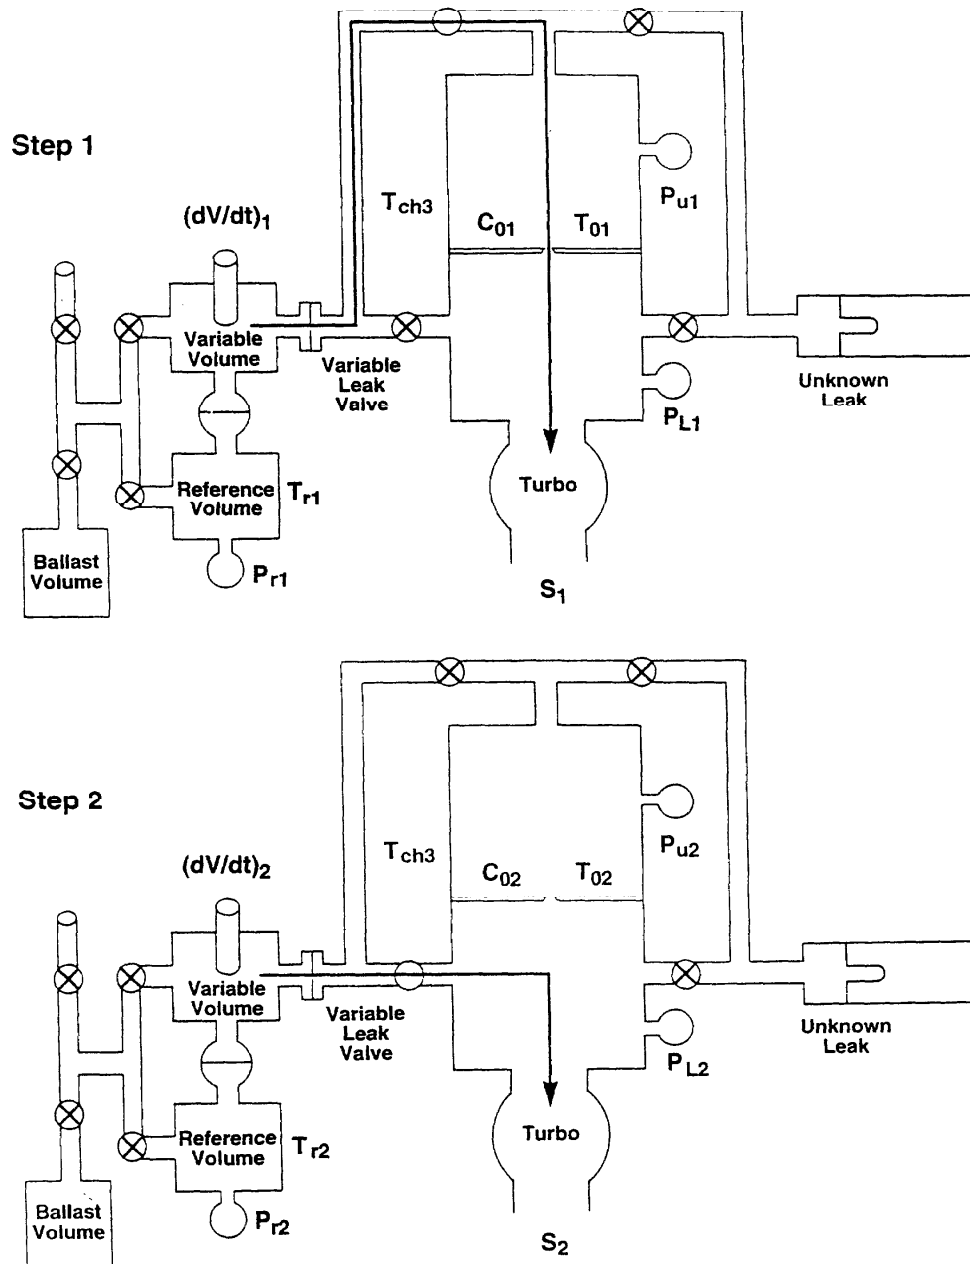 Step 1
(dV/dt)1
Tch3
C01
T01
Pu1
Variable
Volume
Variable
Leak
Valve
PL1
Unknown
Leak
Reference
Volume
Tr1
Turbo
Ballast
Volume
Pr1
S1
Step 2
(dV/dt)2
Tch3
C02
T02
Pu2
Variable
Volume
Variable
Leak
Valve
PL2
Unknown
Leak
Reference
Volume
Tr2
Turbo
Ballast
Volume
Pr2
S2